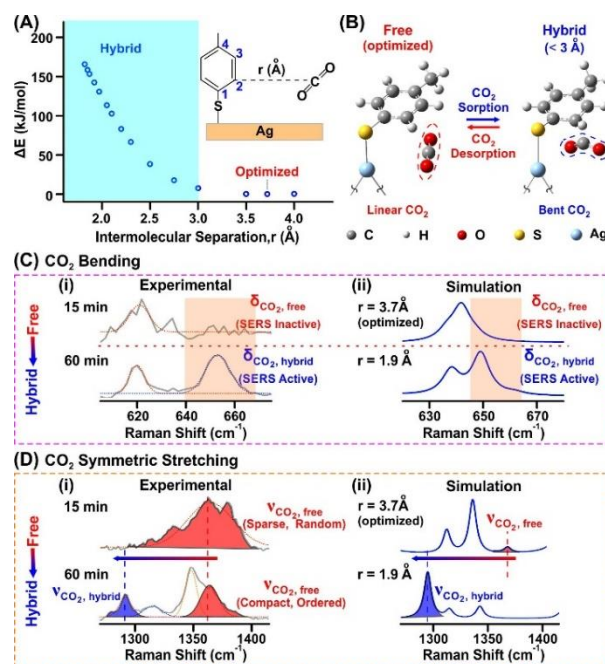 (A)
Hybrid
ΔE (kJ/mol)
200
150
100
50
0
2.0 2.5 3.0 3.5 4.0 4.5
Intermolecular Separation,r (Å)
Optimized
4
3
2
1
r (Å)
O
C
O
S
Ag
(B)
Free
(optimized)
Hybrid
(< 3 Å)
CO2
Sorption
CO2
Desorption
Linear CO2
Bent CO2
C H O S Ag
(C) CO2 Bending
(i) Experimental
15 min
δCO2, free
(SERS Inactive)
60 min
δCO2, hybrid
(SERS Active)
620 640 660
Raman Shift (cm-1)
(ii) Simulation
r = 3.7Å
(optimized)
δCO2, free
(SERS Inactive)
r = 1.9 Å
δCO2, hybrid
(SERS Active)
630 650 670
Raman Shift (cm-1)
Hybrid Free
(D) CO2 Symmetric Stretching
(i) Experimental
15 min
νCO2, free
(Sparse, Random)
60 min
νCO2, hybrid
νCO2, free
(Compact, Ordered)
1300 1350 1400
Raman Shift (cm-1)
(ii) Simulation
r = 3.7Å
(optimized)
νCO2, free
r = 1.9 Å
νCO2, hybrid
1300 1350 1400
Raman Shift (cm-1)
Hybrid Free